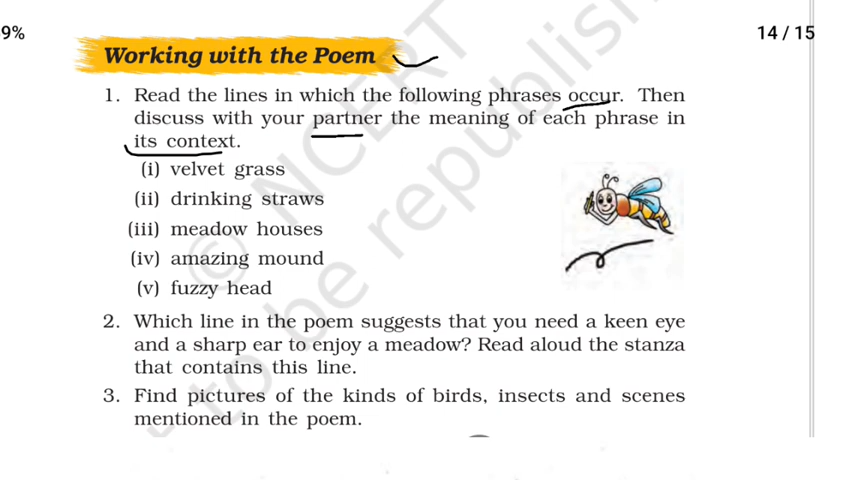 9%
14 / 15
Working with the Poem
1. Read the lines in which the following phrases occur. Then
discuss with your partner the meaning of each phrase in
its context.
(i) velvet grass
(ii) drinking straws
(iii) meadow houses
(iv) amazing mound
(v) fuzzy head
2. Which line in the poem suggests that you need a keen eye
and a sharp ear to enjoy a meadow? Read aloud the stanza
that contains this line.
3. Find pictures of the kinds of birds, insects and scenes
mentioned in the poem.
© NCERT
to be republish